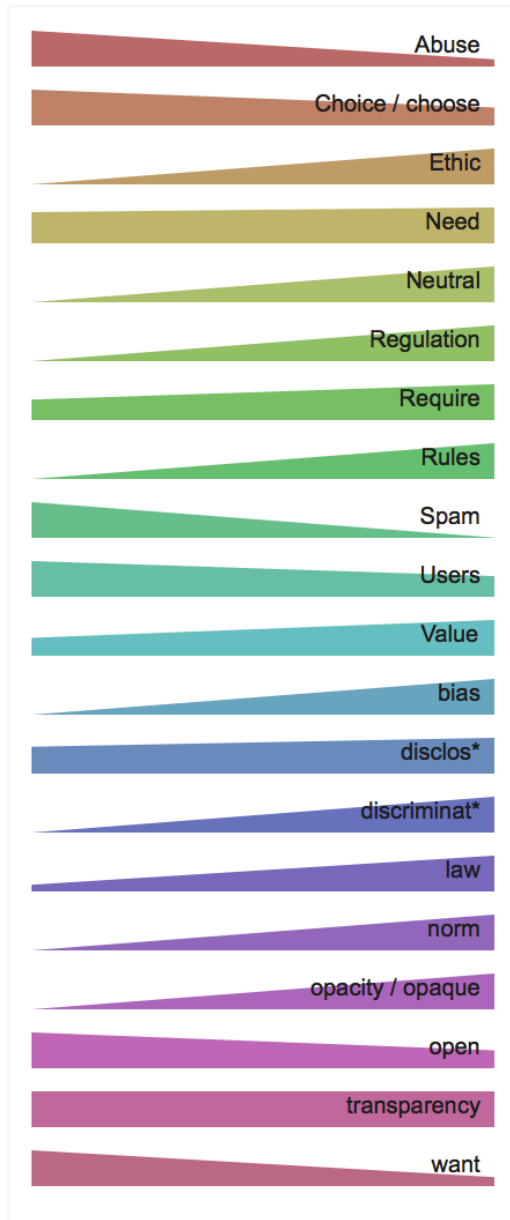 Abuse
Choice / choose
Ethic
Need
Neutral
Regulation
Require
Rules
Spam
Users
Value
bias
disclos*
discriminat*
law
norm
opacity / opaque
open
transparency
want